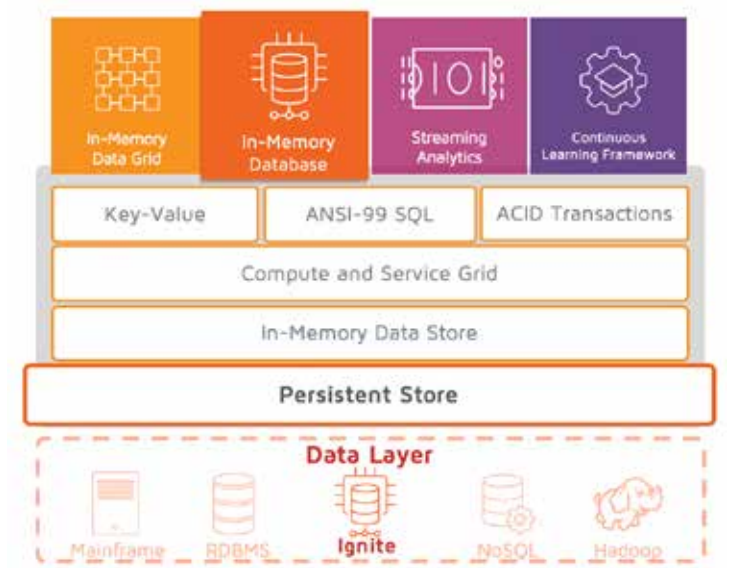 In-Memory
Data Grid
In-Memory
Database
Streaming
Analytics
Continuous
Learning Framework
Key-Value
ANSI-99 SQL
ACID Transactions
Compute and Service Grid
In-Memory Data Store
Persistent Store
Data Layer
Mainframe
RDBMS
Ignite
NoSQL
Hadoop